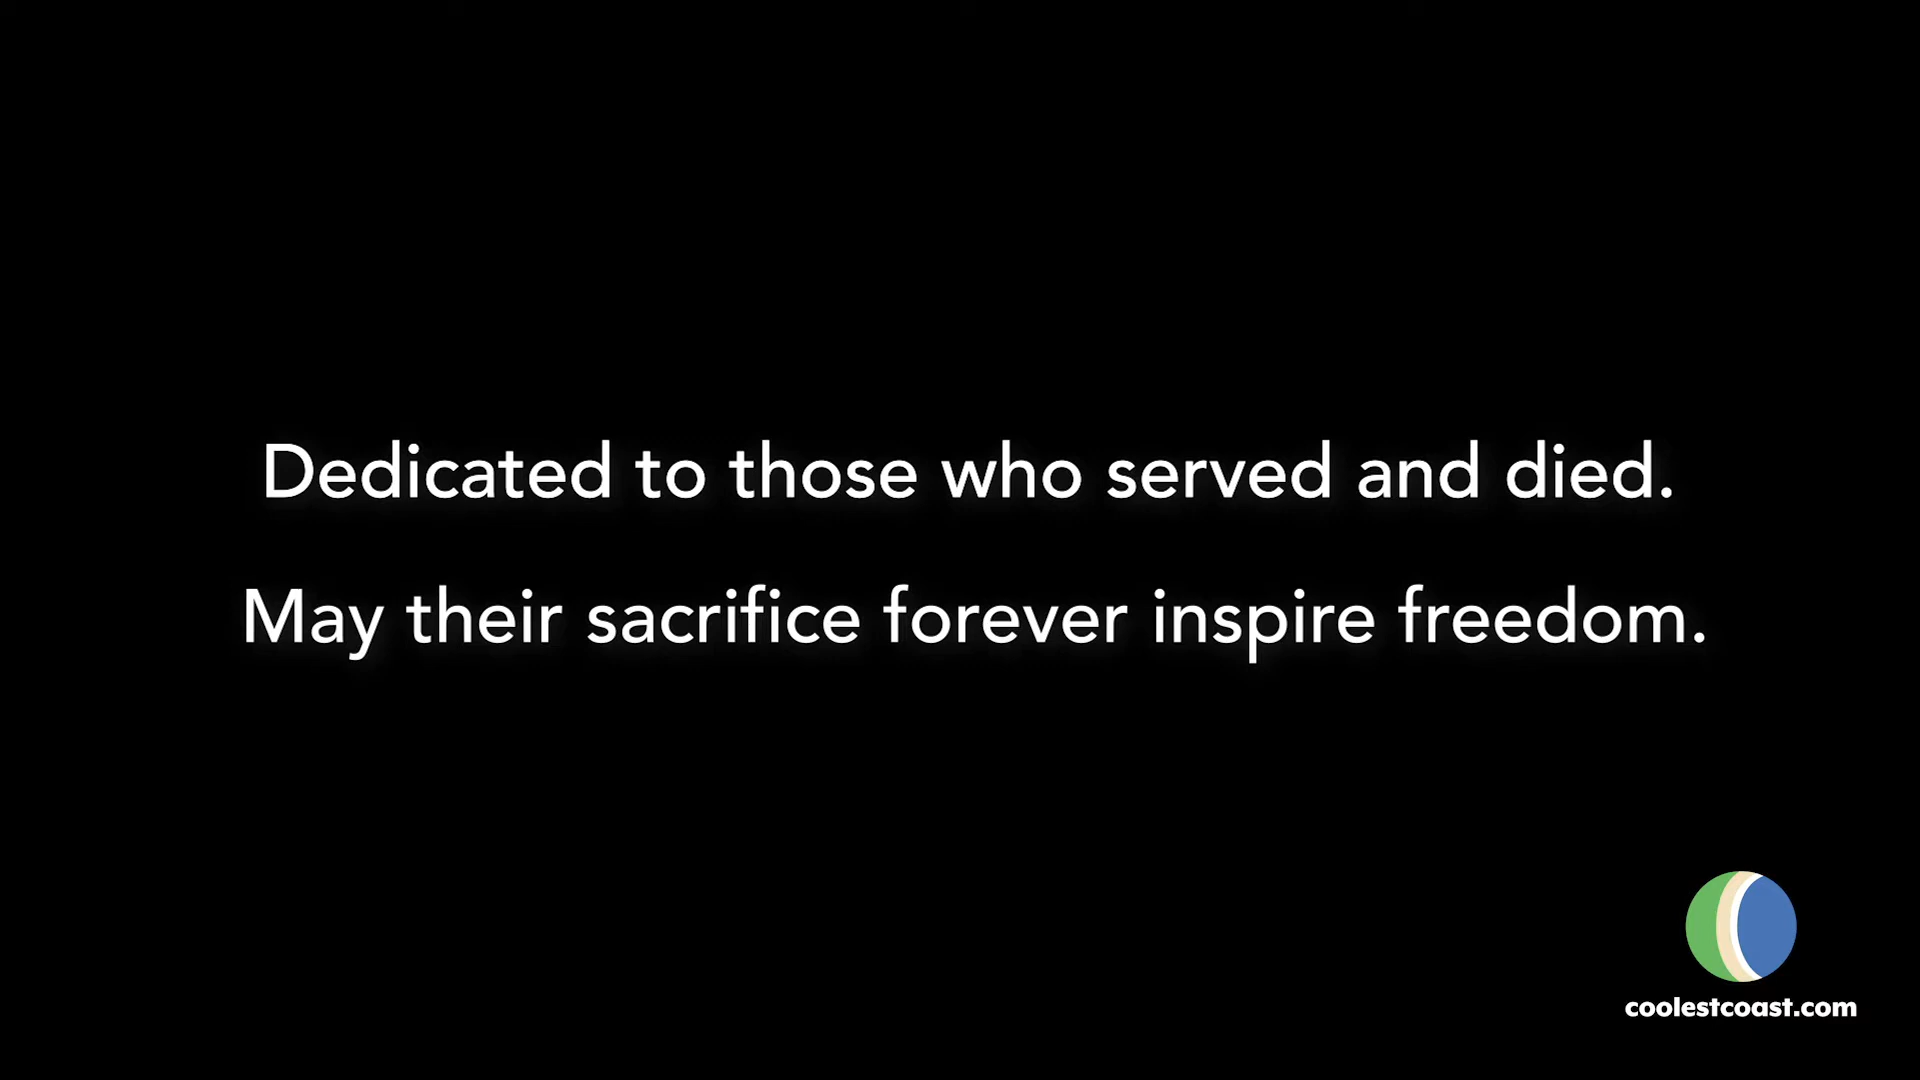 Dedicated to those who served and died.
May their sacrifice forever inspire freedom.
coolestcoast.com